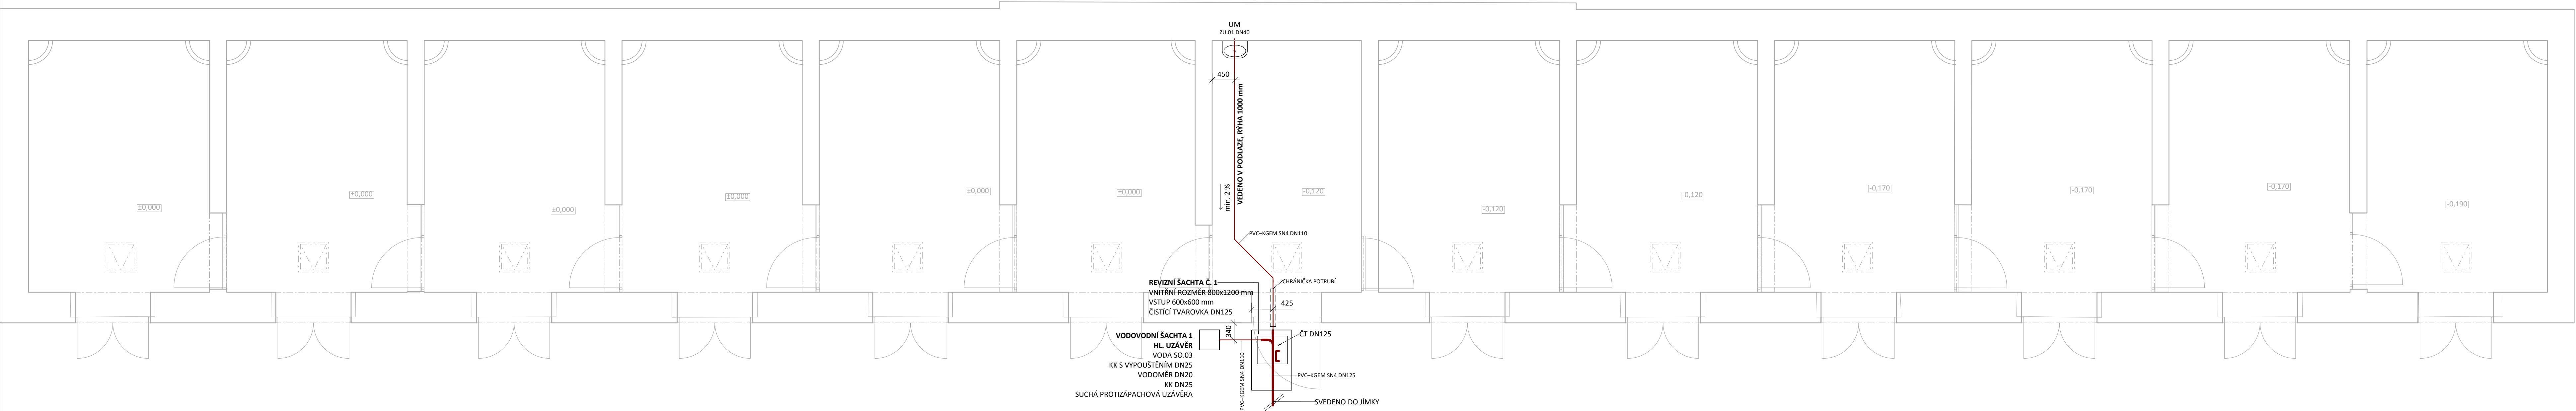 UM
ZU.01 DN40
450
VEDENO V PODLAZE, RÝHA 1000 mm
min. 2 %
±0,000
±0,000
±0,000
±0,000
±0,000
±0,000
-0,120
-0,120
-0,120
-0,170
-0,170
-0,170
-0,190
PVC–KGEM SN4 DN110
CHRÁNIČKA POTRUBÍ
REVIZNÍ ŠACHTA Č. 1
VNITŘNÍ ROZMĚR 800x1200 mm
VSTUP 600x600 mm
ČISTÍCÍ TVAROVKA DN125
425
340
ČT DN125
VODOVODNÍ ŠACHTA 1
HL. UZÁVĚR
VODA SO.03
KK S VYPOUŠTĚNÍM DN25
VODOMĚR DN20
KK DN25
SUCHÁ PROTIZÁPACHOVÁ UZÁVĚRA
PVC–KGEM SN4 DN110
PVC–KGEM SN4 DN125
SVEDENO DO JÍMKY